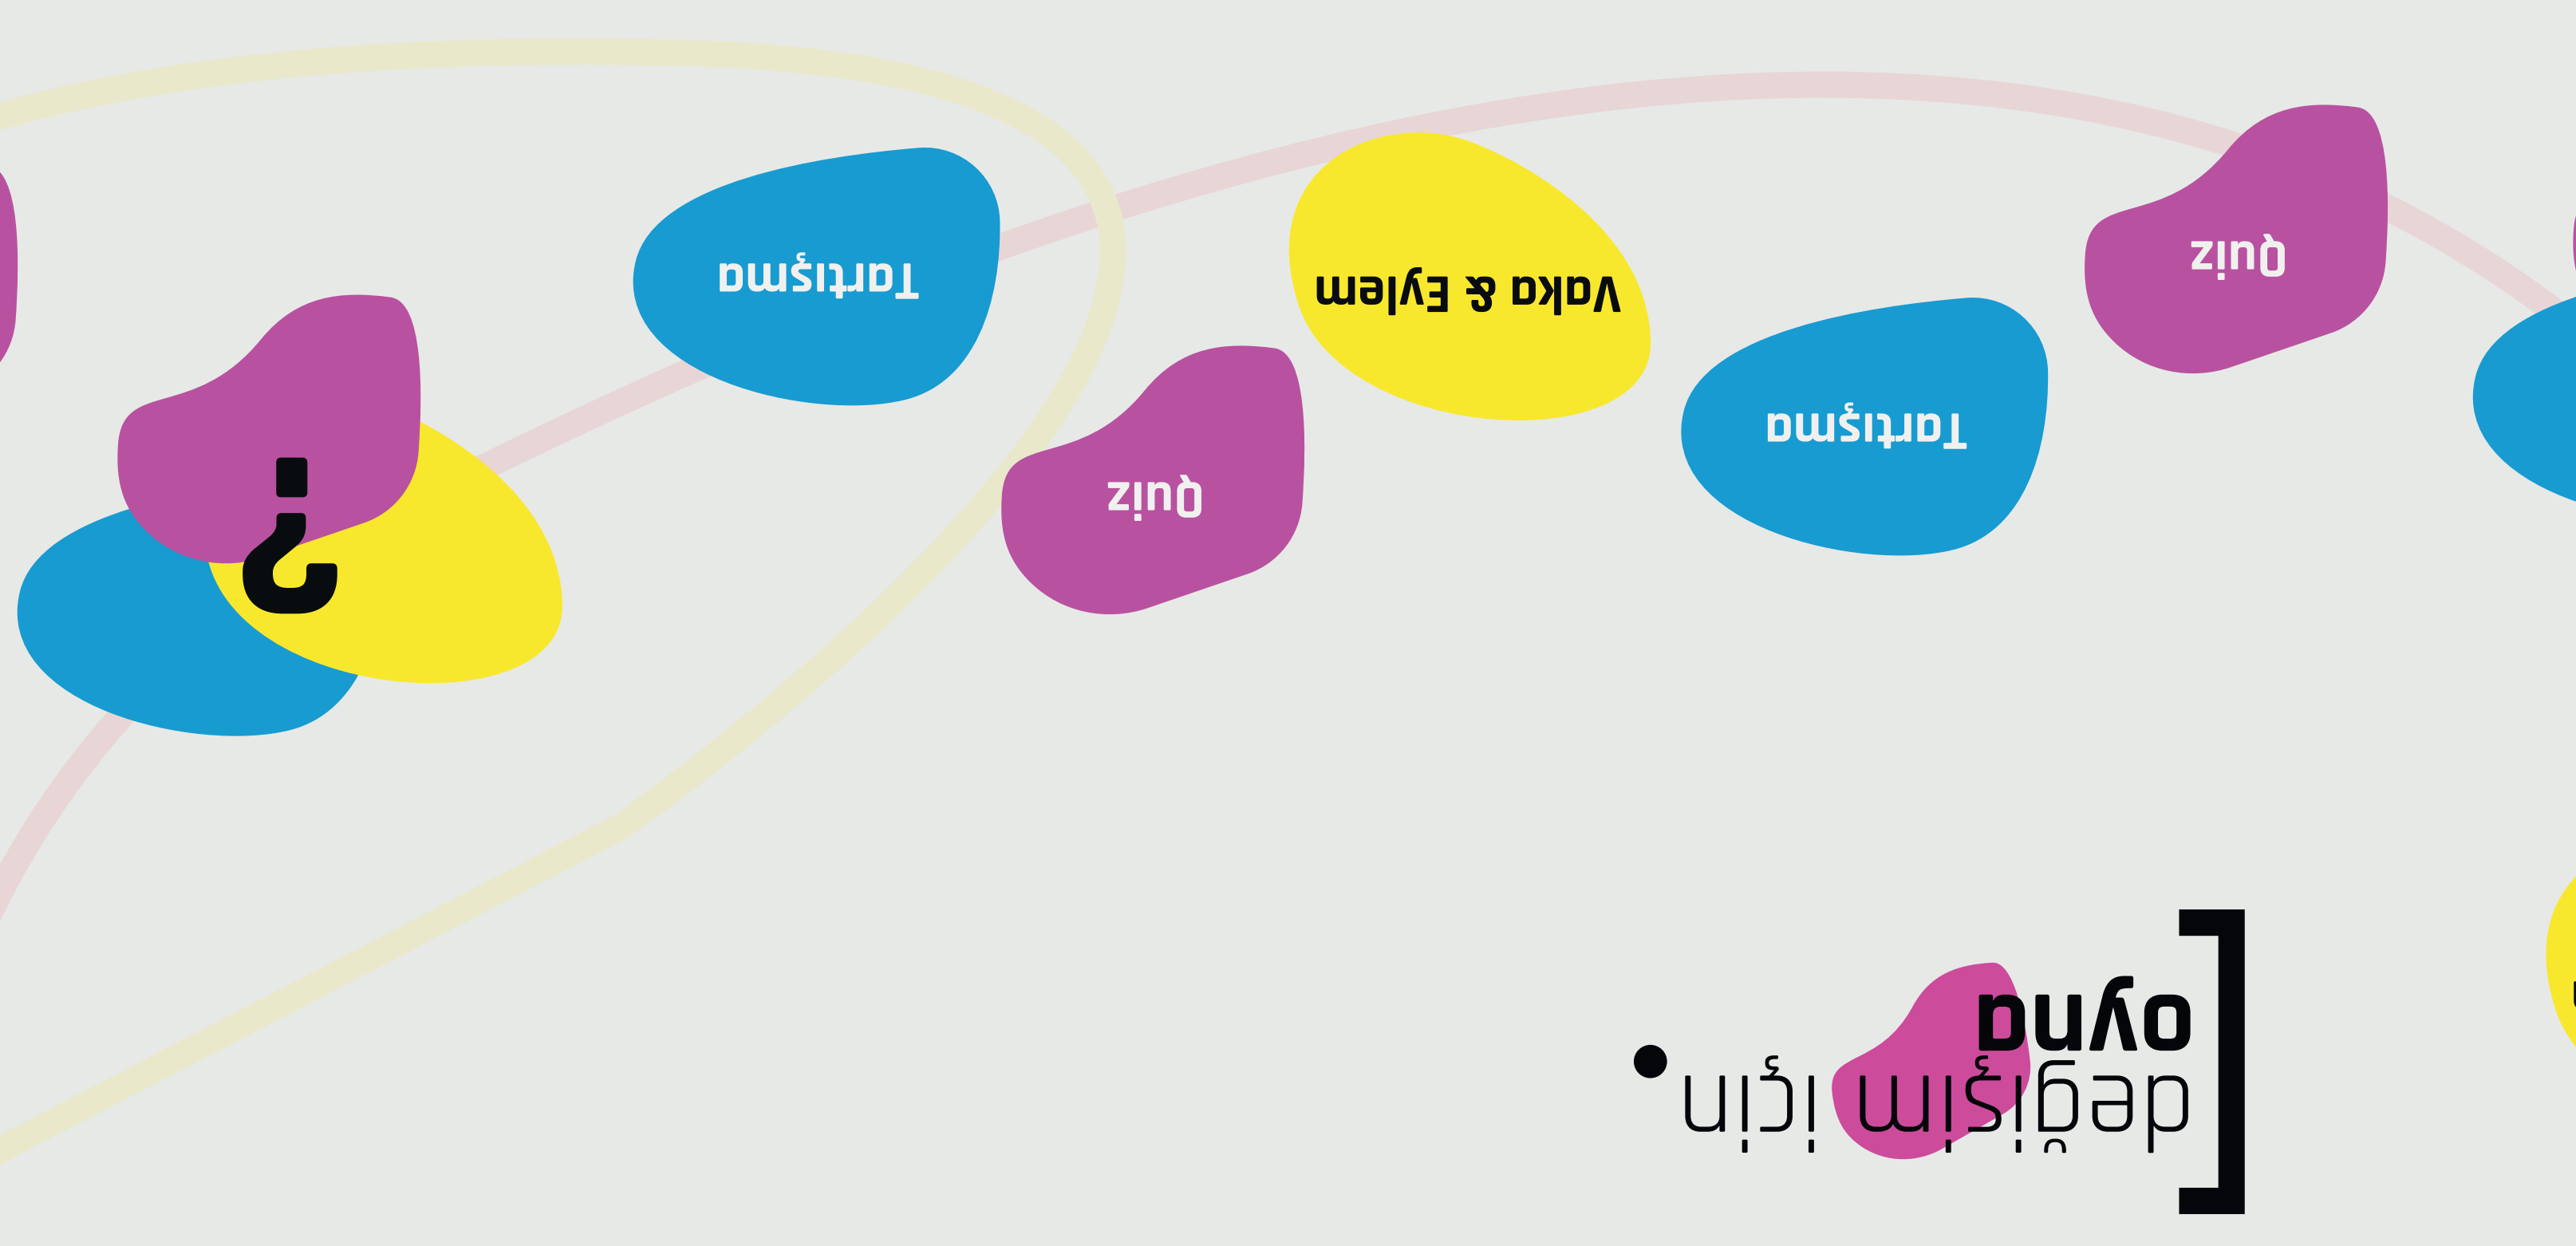 değişim için.
oyna
Quiz
Tartışma
Vaka & Eylem
Quiz
Tartışma
?